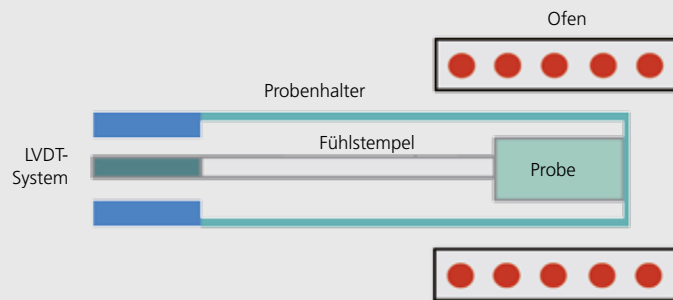 Ofen
Probenhalter
Fühlstempel
LVDT-
System
Probe